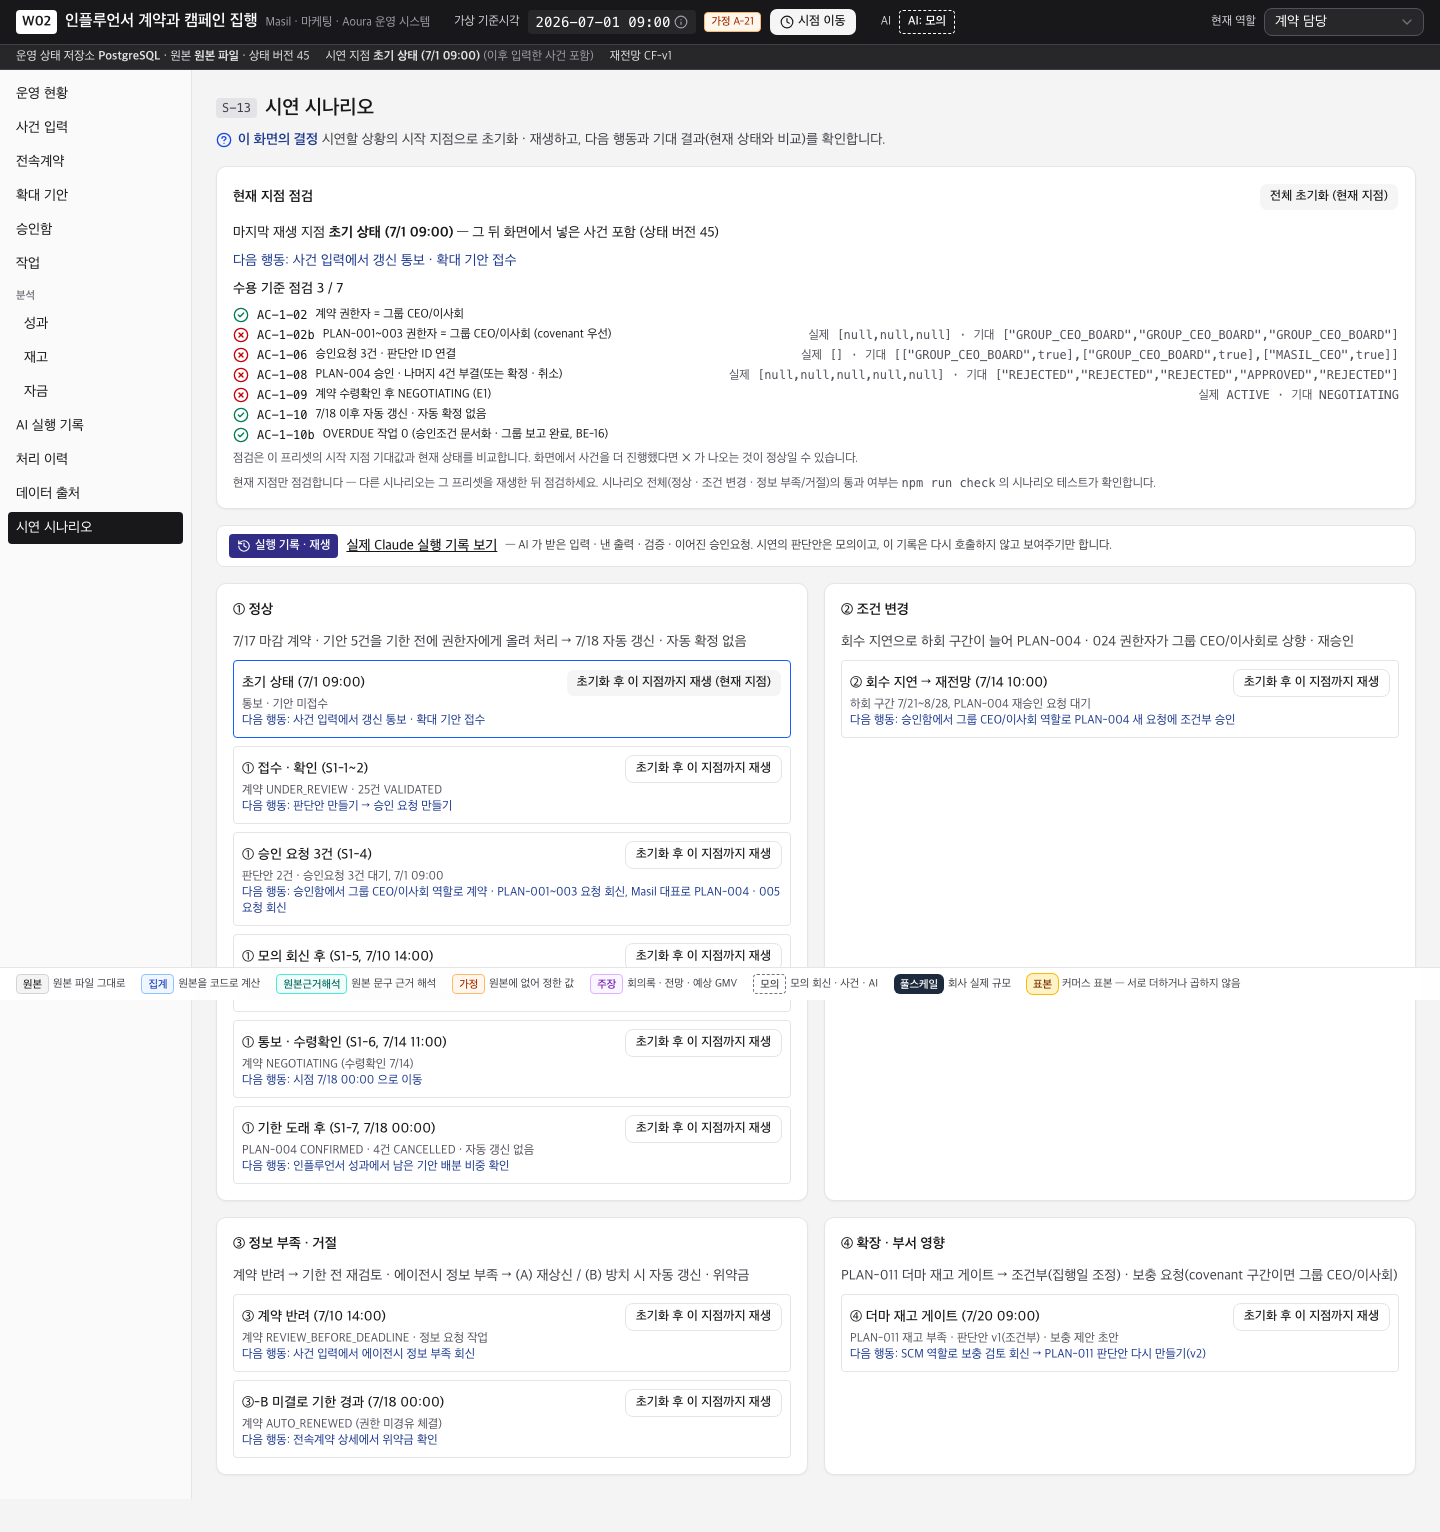 W02 인플루언서 계약과 캠페인 집행 Masil · 마케팅 · Aoura 운영 시스템 가상 기준시각 2026-07-01 09:00 가정 A-21 시점 이동 AI AI: 모의 현재 역할 계약 담당
운영 상태 저장소 PostgreSQL · 원본 원본 파일 · 상태 버전 45 시연 지점 초기 상태 (7/1 09:00) (이후 입력한 사건 포함) 재전망 CF-v1
운영 현황
사건 입력
전속계약
확대 기안
승인함
작업
분석
성과
재고
자금
AI 실행 기록
처리 이력
데이터 출처
시연 시나리오
S-13 시연 시나리오
이 화면의 결정 시연할 상황의 시작 지점으로 초기화 · 재생하고, 다음 행동과 기대 결과(현재 상태와 비교)를 확인합니다.
현재 지점 점검 전체 초기화 (현재 지점)
마지막 재생 지점 초기 상태 (7/1 09:00) — 그 뒤 화면에서 넣은 사건 포함 (상태 버전 45)
다음 행동: 사건 입력에서 갱신 통보 · 확대 기안 접수
수용 기준 점검 3 / 7
AC-1-02 계약 권한자 = 그룹 CEO/이사회
AC-1-02b PLAN-001~003 권한자 = 그룹 CEO/이사회 (covenant 우선) 실제 [null,null,null] · 기대 ["GROUP_CEO_BOARD","GROUP_CEO_BOARD","GROUP_CEO_BOARD"]
AC-1-06 승인요청 3건 · 판단안 ID 연결 실제 [] · 기대 [["GROUP_CEO_BOARD",true],["GROUP_CEO_BOARD",true],["MASIL_CEO",true]]
AC-1-08 PLAN-004 승인 · 나머지 4건 부결(또는 확정 · 취소) 실제 [null,null,null,null,null] · 기대 ["REJECTED","REJECTED","REJECTED","APPROVED","REJECTED"]
AC-1-09 계약 수령확인 후 NEGOTIATING (E1) 실제 ACTIVE · 기대 NEGOTIATING
AC-1-10 7/18 이후 자동 갱신 · 자동 확정 없음
AC-1-10b OVERDUE 작업 0 (승인조건 문서화 · 그룹 보고 완료, BE-16)
점검은 이 프리셋의 시작 지점 기대값과 현재 상태를 비교합니다. 화면에서 사건을 더 진행했다면 ✕ 가 나오는 것이 정상일 수 있습니다.
현재 지점만 점검합니다 — 다른 시나리오는 그 프리셋을 재생한 뒤 점검하세요. 시나리오 전체(정상 · 조건 변경 · 정보 부족/거절)의 통과 여부는 npm run check 의 시나리오 테스트가 확인합니다.
실행 기록 · 재생 실제 Claude 실행 기록 보기 — AI 가 받은 입력 · 낸 출력 · 검증 · 이어진 승인요청. 시연의 판단안은 모의이고, 이 기록은 다시 호출하지 않고 보여주기만 합니다.
① 정상
7/17 마감 계약 · 기안 5건을 기한 전에 권한자에게 올려 처리 → 7/18 자동 갱신 · 자동 확정 없음
초기 상태 (7/1 09:00) 초기화 후 이 지점까지 재생 (현재 지점)
통보 · 기안 미접수
다음 행동: 사건 입력에서 갱신 통보 · 확대 기안 접수
① 접수 · 확인 (S1-1~2) 초기화 후 이 지점까지 재생
계약 UNDER_REVIEW · 25건 VALIDATED
다음 행동: 판단안 만들기 → 승인 요청 만들기
① 승인 요청 3건 (S1-4) 초기화 후 이 지점까지 재생
판단안 2건 · 승인요청 3건 대기, 7/1 09:00
다음 행동: 승인함에서 그룹 CEO/이사회 역할로 계약 · PLAN-001~003 요청 회신, Masil 대표로 PLAN-004 · 005
요청 회신
① 모의 회신 후 (S1-5, 7/10 14:00) 초기화 후 이 지점까지 재생
① 통보 · 수령확인 (S1-6, 7/14 11:00) 초기화 후 이 지점까지 재생
계약 NEGOTIATING (수령확인 7/14)
다음 행동: 시점 7/18 00:00 으로 이동
① 기한 도래 후 (S1-7, 7/18 00:00) 초기화 후 이 지점까지 재생
PLAN-004 CONFIRMED · 4건 CANCELLED · 자동 갱신 없음
다음 행동: 인플루언서 성과에서 남은 기안 배분 비중 확인
② 조건 변경
회수 지연으로 하회 구간이 늘어 PLAN-004 · 024 권한자가 그룹 CEO/이사회로 상향 · 재승인
② 회수 지연 → 재전망 (7/14 10:00) 초기화 후 이 지점까지 재생
하회 구간 7/21~8/28, PLAN-004 재승인 요청 대기
다음 행동: 승인함에서 그룹 CEO/이사회 역할로 PLAN-004 새 요청에 조건부 승인
원본 원본 파일 그대로 집계 원본을 코드로 계산 원본근거해석 원본 문구 근거 해석 가정 원본에 없어 정한 값 주장 회의록 · 전망 · 예상 GMV 모의 모의 회신 · 사건 · AI 풀스케일 회사 실제 규모 표본 커머스 표본 — 서로 더하거나 곱하지 않음
③ 정보 부족 · 거절
계약 반려 → 기한 전 재검토 · 에이전시 정보 부족 → (A) 재상신 / (B) 방치 시 자동 갱신 · 위약금
③ 계약 반려 (7/10 14:00) 초기화 후 이 지점까지 재생
계약 REVIEW_BEFORE_DEADLINE · 정보 요청 작업
다음 행동: 사건 입력에서 에이전시 정보 부족 회신
③-B 미결로 기한 경과 (7/18 00:00) 초기화 후 이 지점까지 재생
계약 AUTO_RENEWED (권한 미경유 체결)
다음 행동: 전속계약 상세에서 위약금 확인
④ 확장 · 부서 영향
PLAN-011 더마 재고 게이트 → 조건부(집행일 조정) · 보충 요청(covenant 구간이면 그룹 CEO/이사회)
④ 더마 재고 게이트 (7/20 09:00) 초기화 후 이 지점까지 재생
PLAN-011 재고 부족 · 판단안 v1(조건부) · 보충 제안 초안
다음 행동: SCM 역할로 보충 검토 회신 → PLAN-011 판단안 다시 만들기(v2)